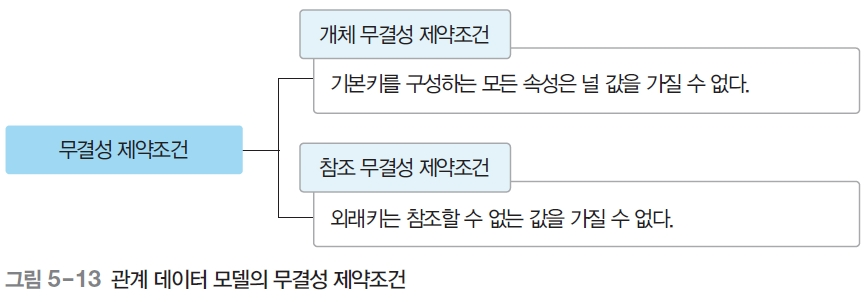 개체 무결성 제약조건
기본키를 구성하는 모든 속성은 널 값을 가질 수 없다.
무결성 제약조건
참조 무결성 제약조건
외래키는 참조할 수 없는 값을 가질 수 없다.
그림 5-13 관계 데이터 모델의 무결성 제약조건